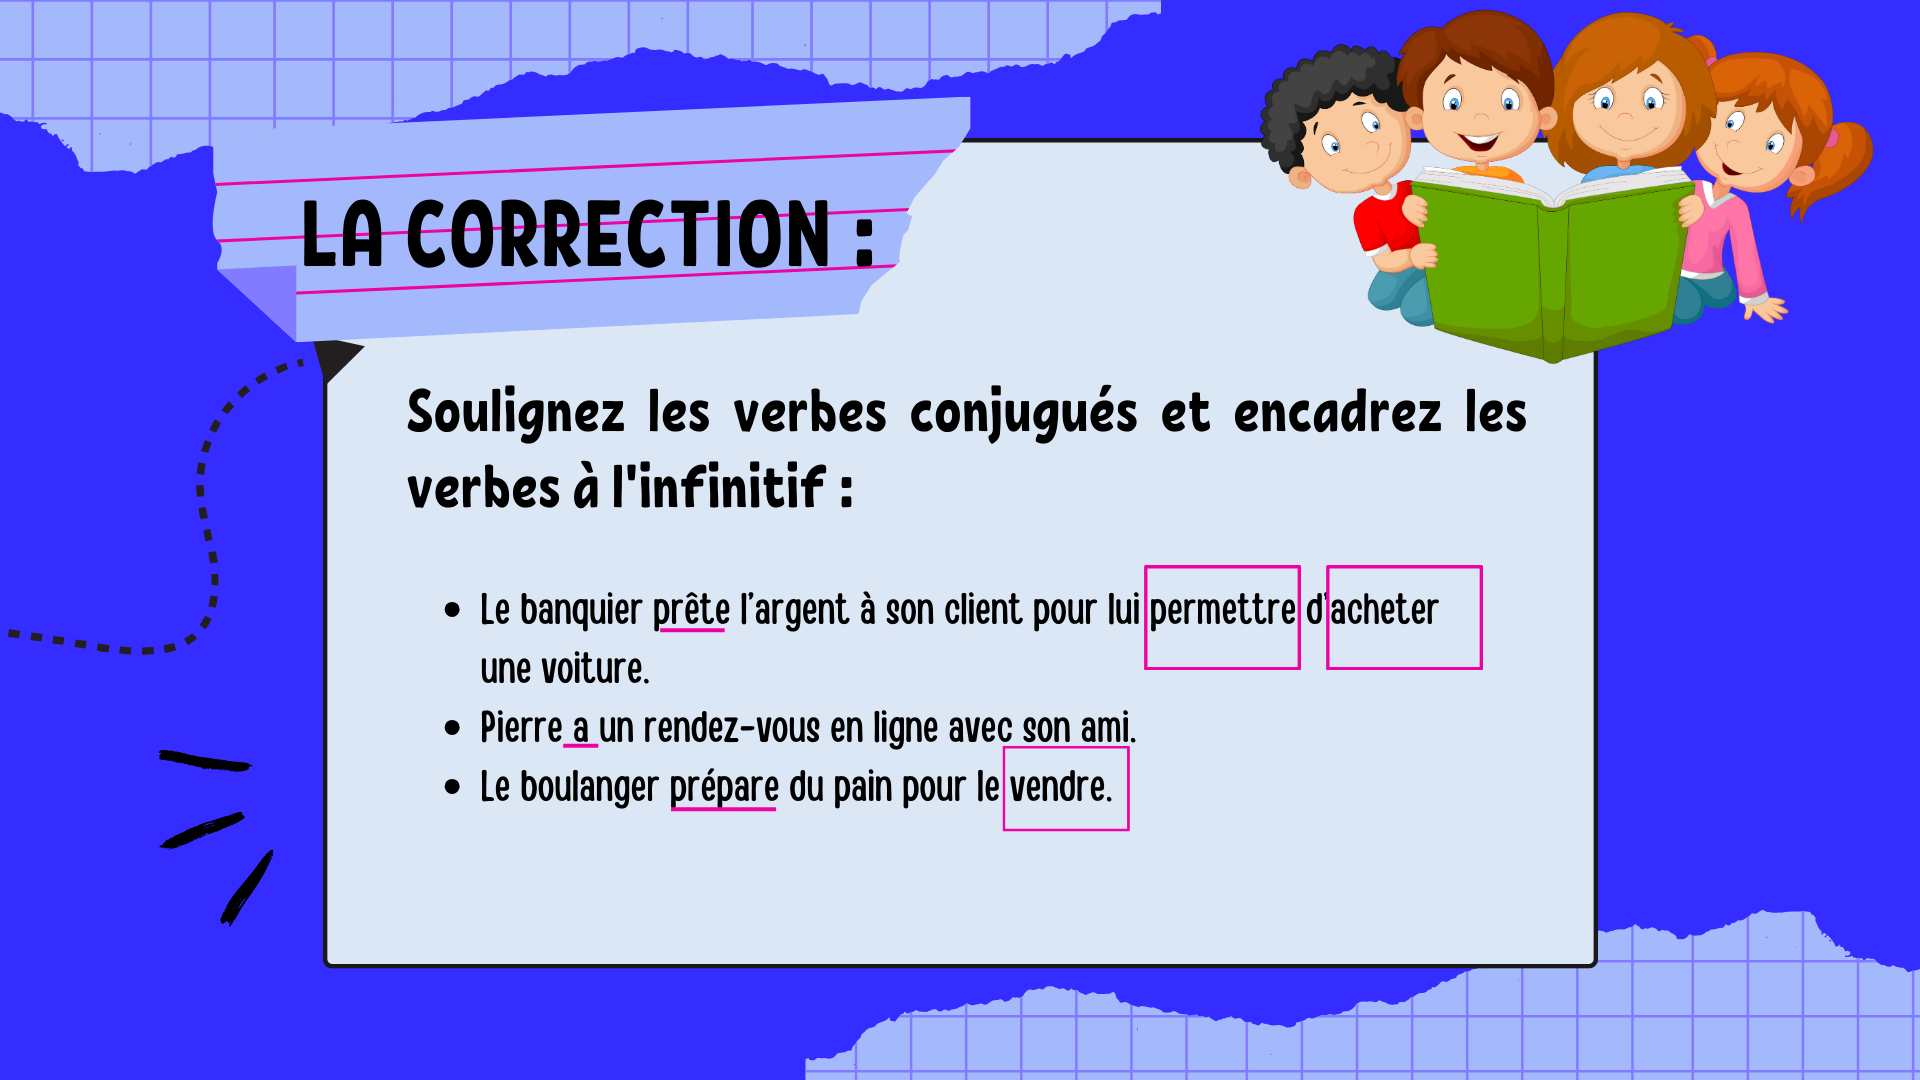 LA CORRECTION :
Soulignez les verbes conjugués et encadrez les
verbes à l'infinitif :
• Le banquier prête l’argent à son client pour lui permettre d’acheter
une voiture.
• Pierre a un rendez-vous en ligne avec son ami.
• Le boulanger prépare du pain pour le vendre.